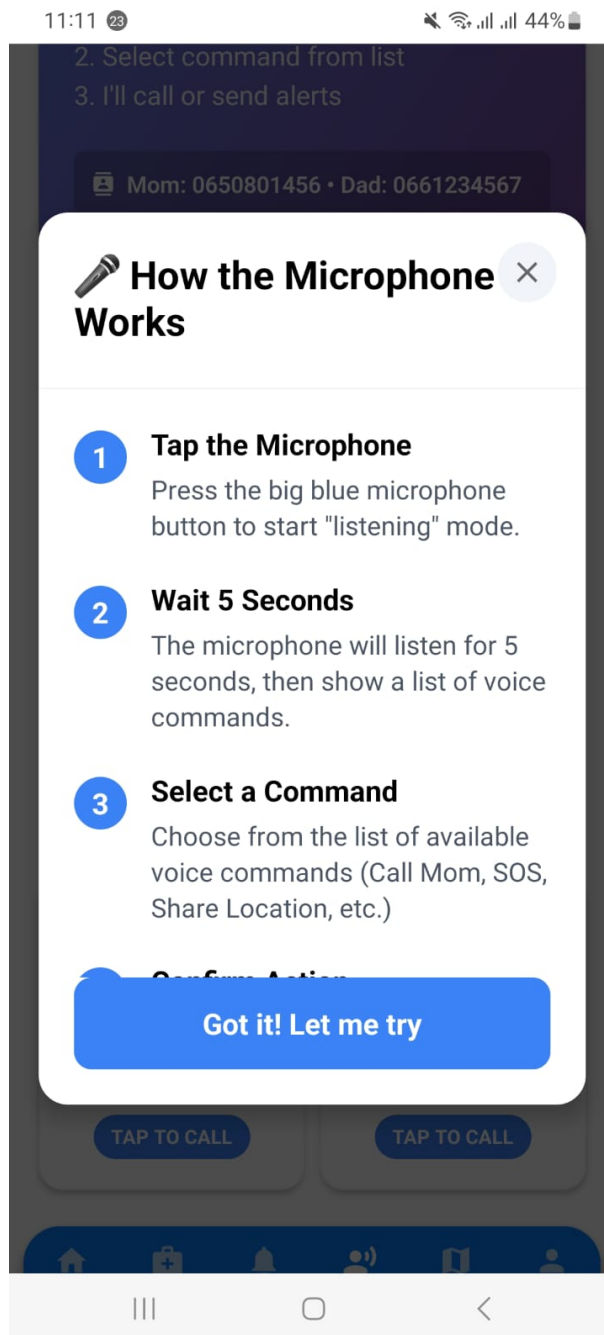 11:11 23 44%
2. Select command from list
3. I'll call or send alerts
Mom: 0650801456 • Dad: 0661234567
How the Microphone
Works
1 Tap the Microphone
Press the big blue microphone
button to start "listening" mode.
2 Wait 5 Seconds
The microphone will listen for 5
seconds, then show a list of voice
commands.
3 Select a Command
Choose from the list of available
voice commands (Call Mom, SOS,
Share Location, etc.)
Confirm Action
Got it! Let me try
TAP TO CALL TAP TO CALL